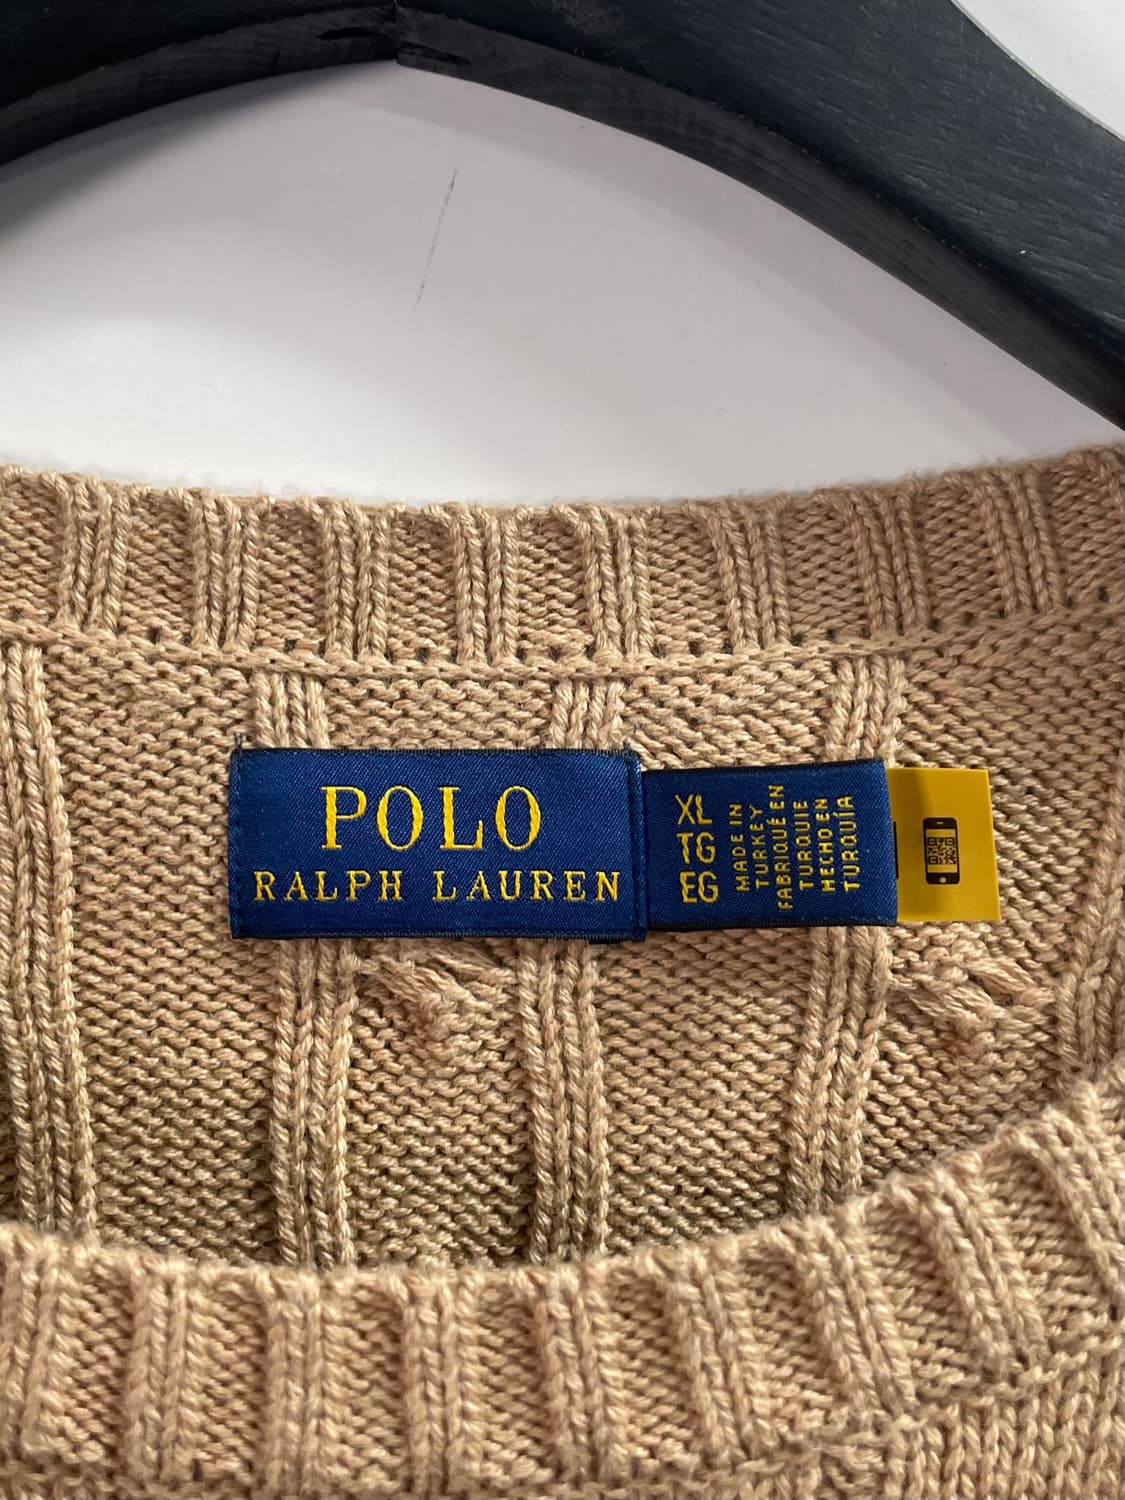 POLO
RALPH LAUREN
XL
TG
EG
MADE IN
TURKEY
FABRIQUÉ EN
TURQUIE
HECHO EN
TURQUÍA